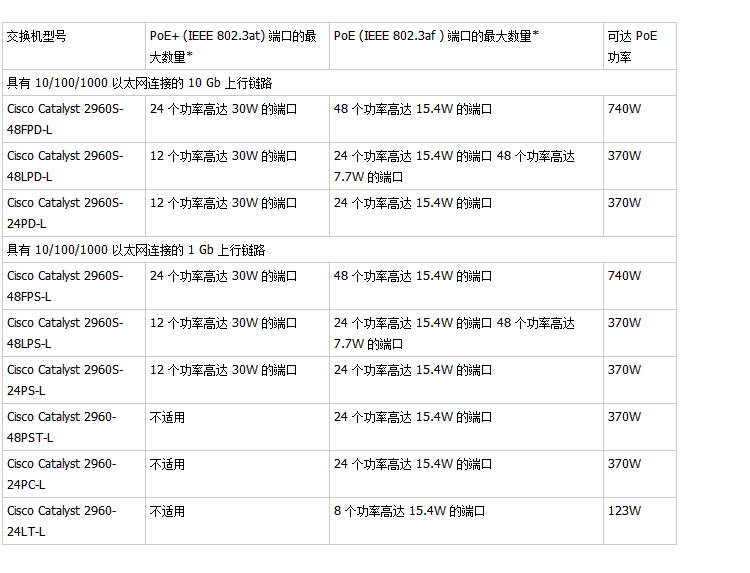 交换机型号
PoE+ (IEEE 802.3at) 端口的最
大数量*
PoE (IEEE 802.3af ) 端口的最大数量*
可达 PoE
功率
具有 10/100/1000 以太网连接的 10 Gb 上行链路
Cisco Catalyst 2960S-
48FPD-L
24 个功率高达 30W 的端口
48 个功率高达 15.4W 的端口
740W
Cisco Catalyst 2960S-
48LPD-L
12 个功率高达 30W 的端口
24 个功率高达 15.4W 的端口 48 个功率高达
7.7W 的端口
370W
Cisco Catalyst 2960S-
24PD-L
12 个功率高达 30W 的端口
24 个功率高达 15.4W 的端口
370W
具有 10/100/1000 以太网连接的 1 Gb 上行链路
Cisco Catalyst 2960S-
48FPS-L
24 个功率高达 30W 的端口
48 个功率高达 15.4W 的端口
740W
Cisco Catalyst 2960S-
48LPS-L
12 个功率高达 30W 的端口
24 个功率高达 15.4W 的端口 48 个功率高达
7.7W 的端口
370W
Cisco Catalyst 2960S-
24PS-L
12 个功率高达 30W 的端口
24 个功率高达 15.4W 的端口
370W
Cisco Catalyst 2960-
48PST-L
不适用
24 个功率高达 15.4W 的端口
370W
Cisco Catalyst 2960-
24PC-L
不适用
24 个功率高达 15.4W 的端口
370W
Cisco Catalyst 2960-
24LT-L
不适用
8 个功率高达 15.4W 的端口
123W